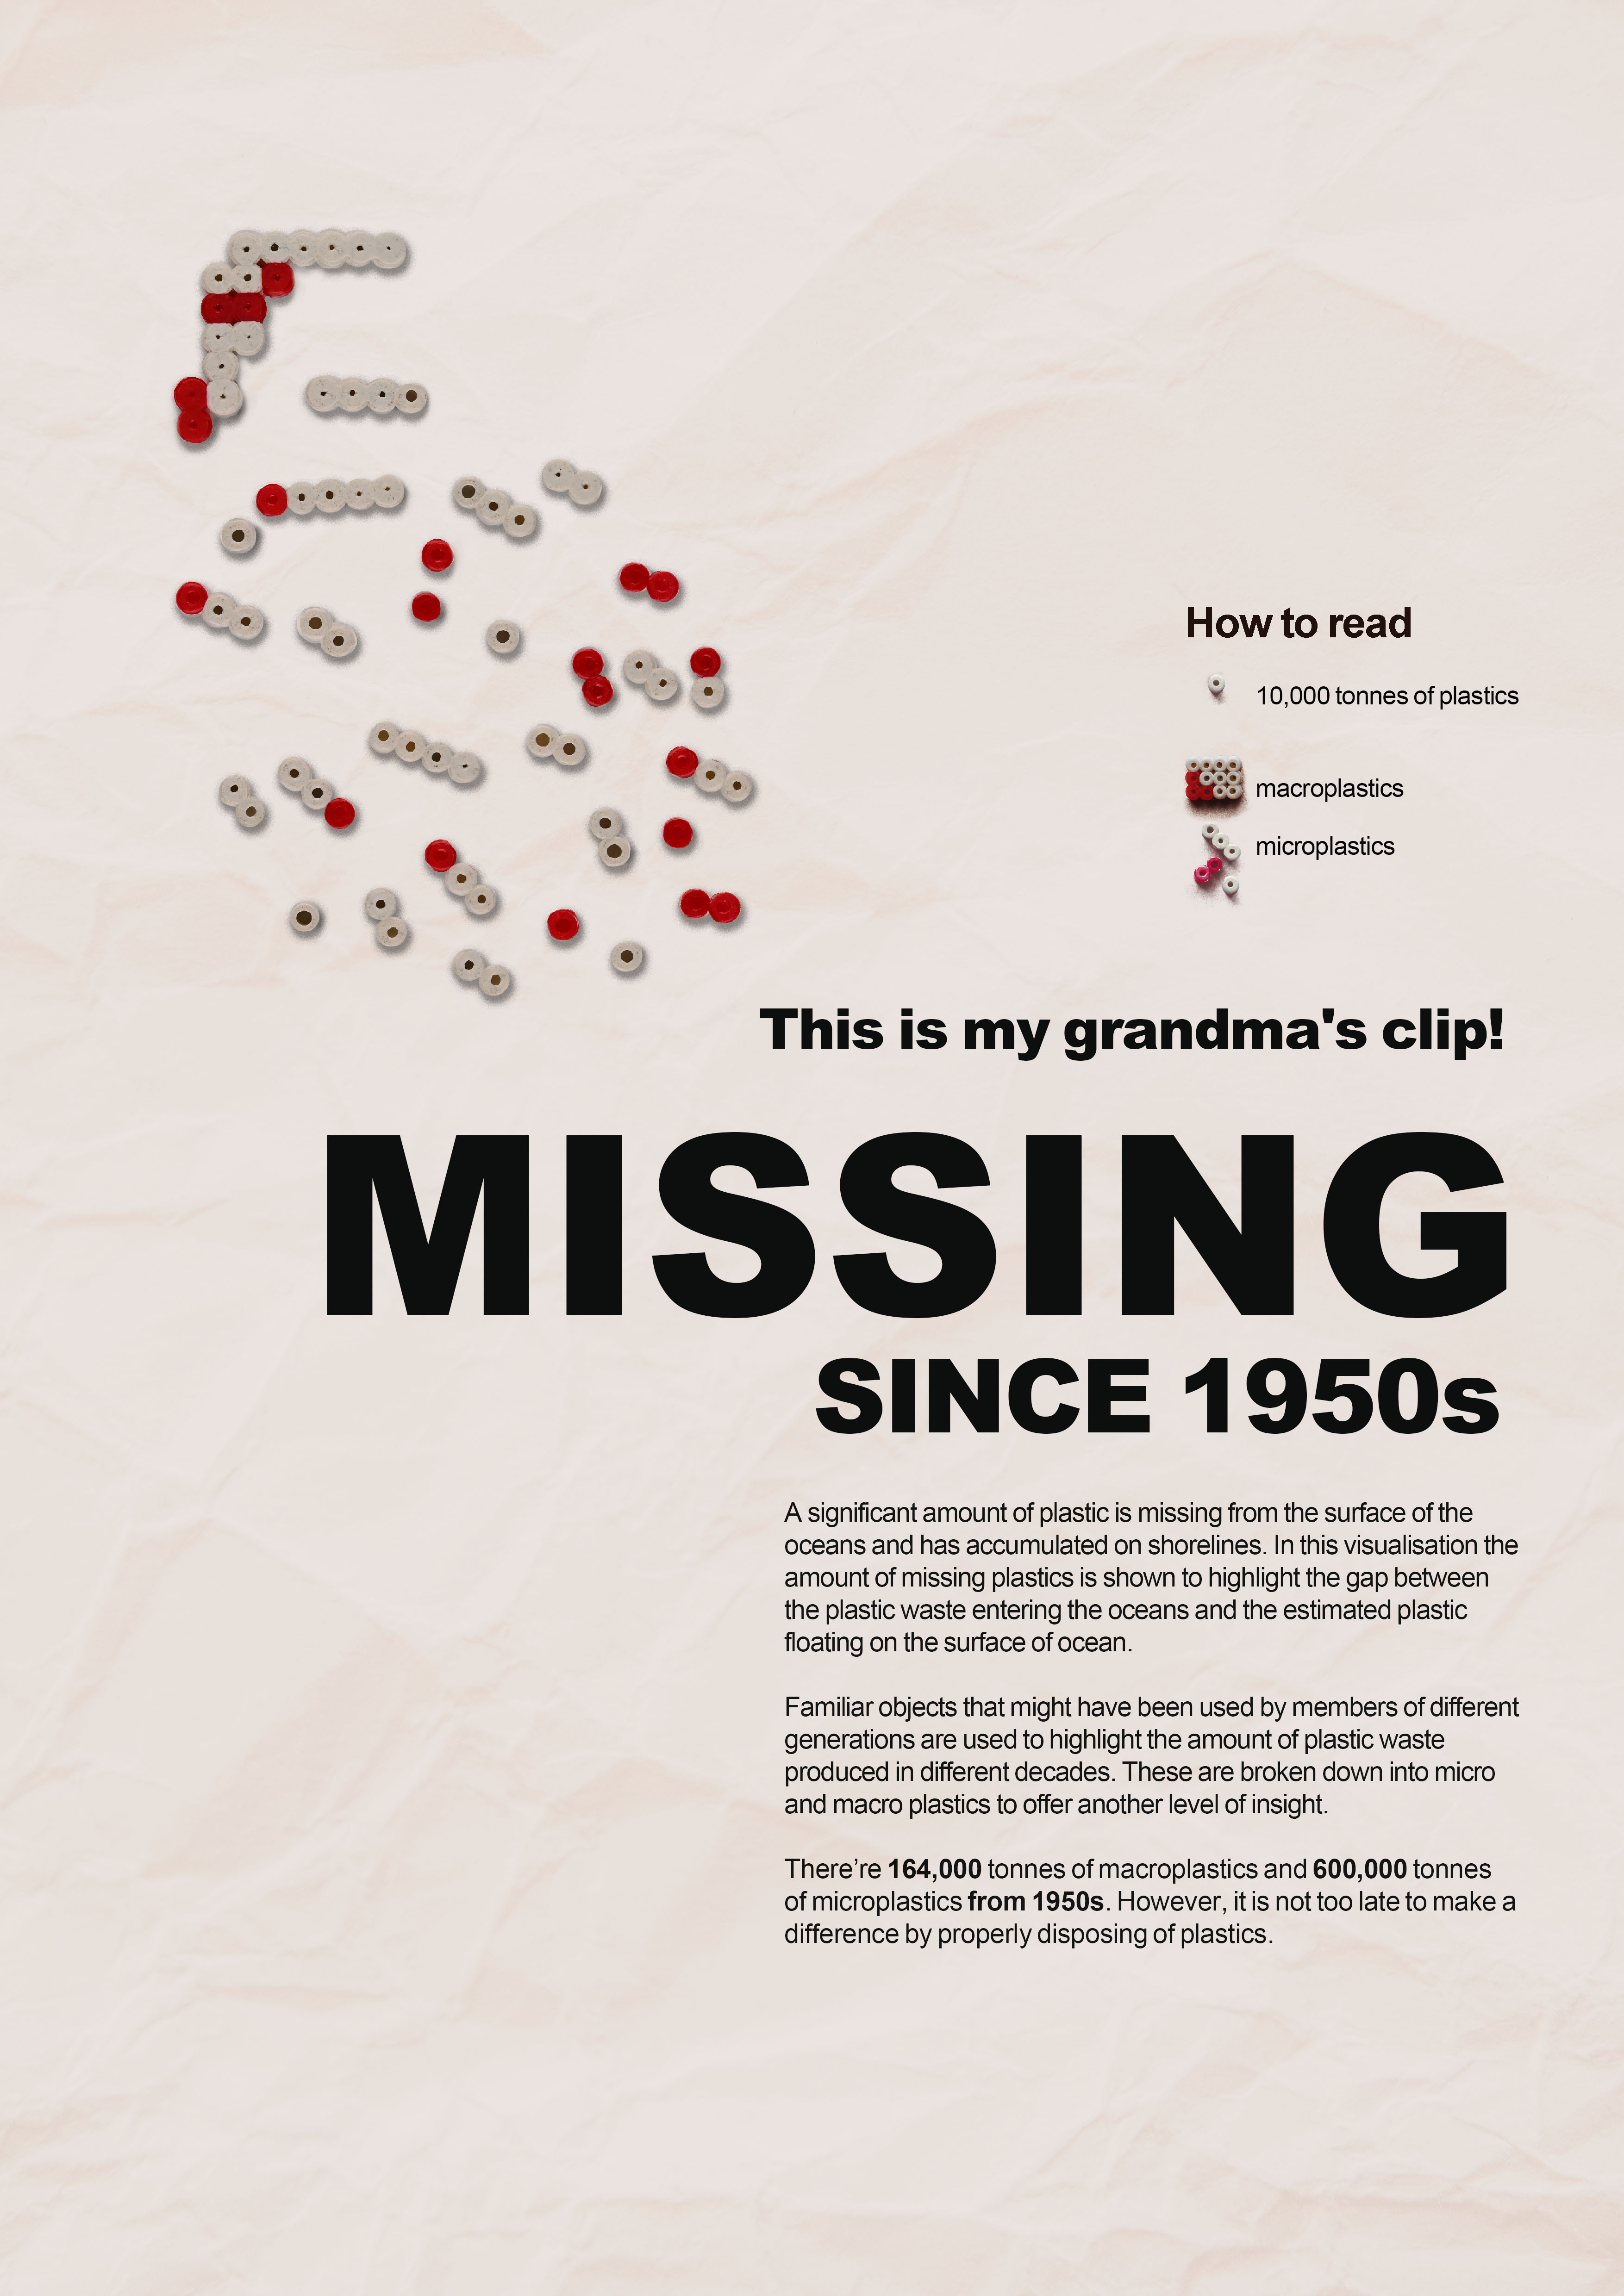 How to read
10,000 tonnes of plastics
macroplastics
microplastics
This is my grandma's clip!
MISSING
SINCE 1950s
A significant amount of plastic is missing from the surface of the
oceans and has accumulated on shorelines. In this visualisation the
amount of missing plastics is shown to highlight the gap between
the plastic waste entering the oceans and the estimated plastic
floating on the surface of ocean.
Familiar objects that might have been used by members of different
generations are used to highlight the amount of plastic waste
produced in different decades. These are broken down into micro
and macro plastics to offer another level of insight.
There’re 164,000 tonnes of macroplastics and 600,000 tonnes
of microplastics from 1950s. However, it is not too late to make a
difference by properly disposing of plastics.